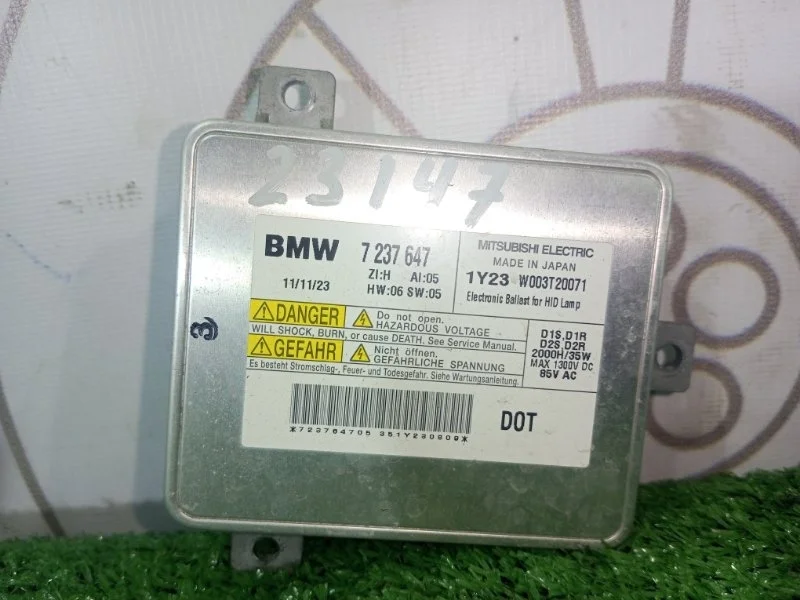 23147
BMW 7 237 647
ZI:H AI:05
11/11/23 HW:06 SW:05
MITSUBISHI ELECTRIC
MADE IN JAPAN
1Y23 W003T20071
Electronic Ballast for HID Lamp
DANGER Do not open.
HAZARDOUS VOLTAGE
WILL SHOCK, BURN, or cause DEATH. See Service Manual.
GEFAHR Nicht öffnen.
GEFÄHRLICHE SPANNUNG
Es besteht Stromschlag-, Feuer- und Todesgefahr. Siehe Wartungsanleitung.
D1S,D1R
D2S,D2R
2000H/35W
MAX 1300V DC
85V AC
*723764705 351Y230809*
DOT
3